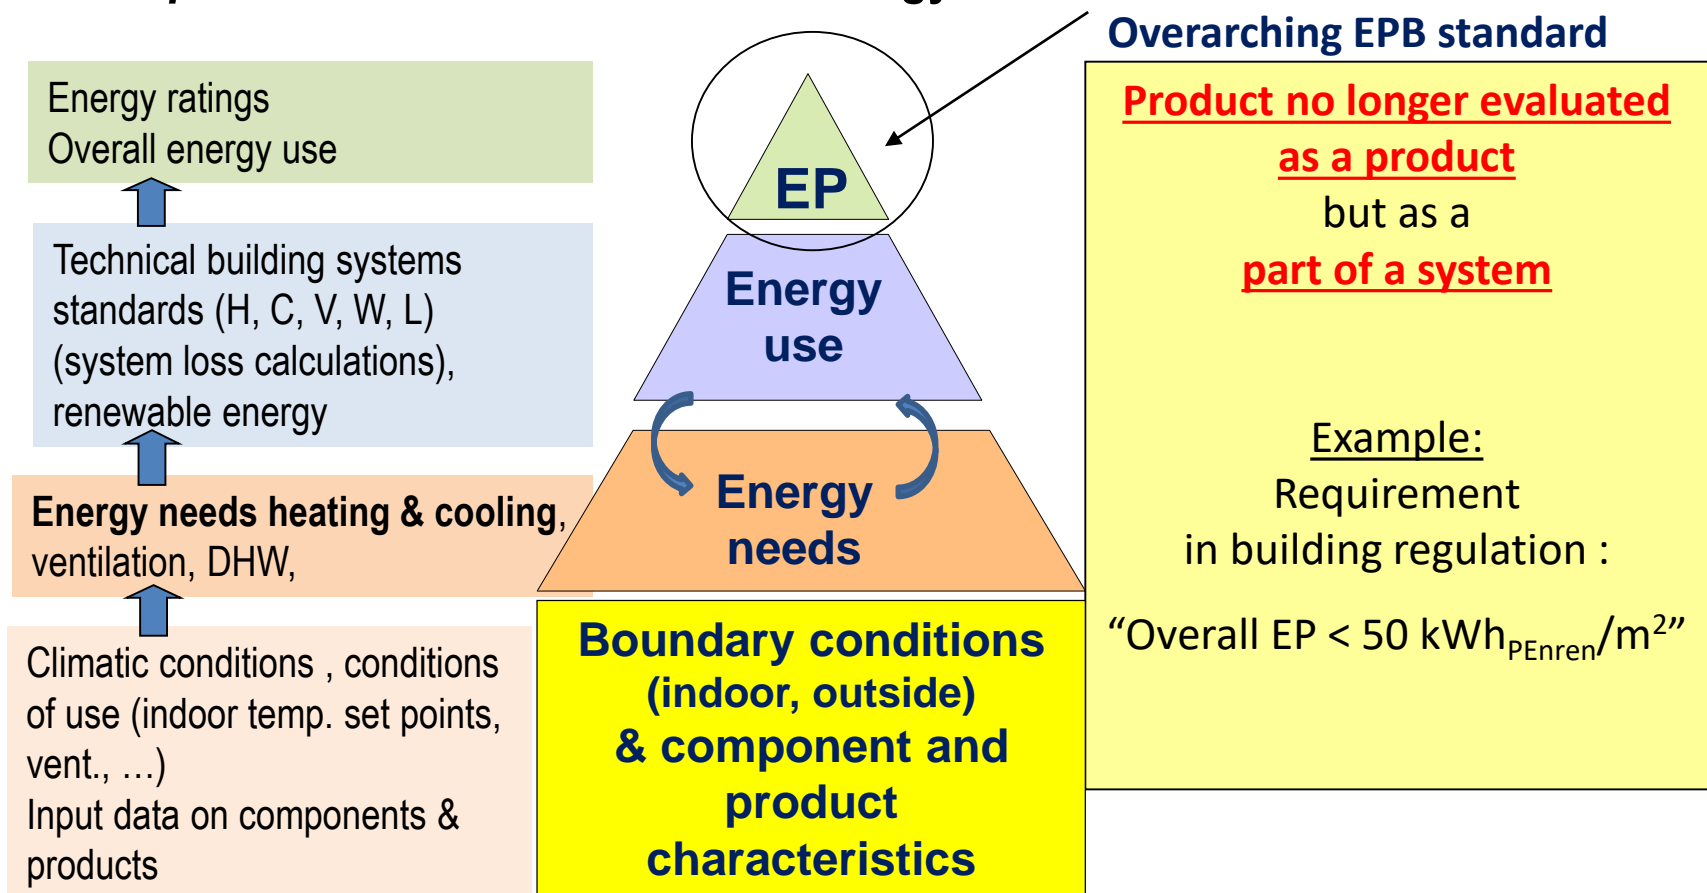 Overarching EPB standard
Energy ratings
Overall energy use
Technical building systems
standards (H, C, V, W, L)
(system loss calculations),
renewable energy
Energy needs heating & cooling,
ventilation, DHW,
Climatic conditions , conditions
of use (indoor temp. set points,
vent., …)
Input data on components &
products
EP
Energy
use
Energy
needs
Boundary conditions
(indoor, outside)
& component and
product
characteristics
Product no longer evaluated
as a product
but as a
part of a system
Example:
Requirement
in building regulation :
“Overall EP < 50 kWhPEnren/m²”